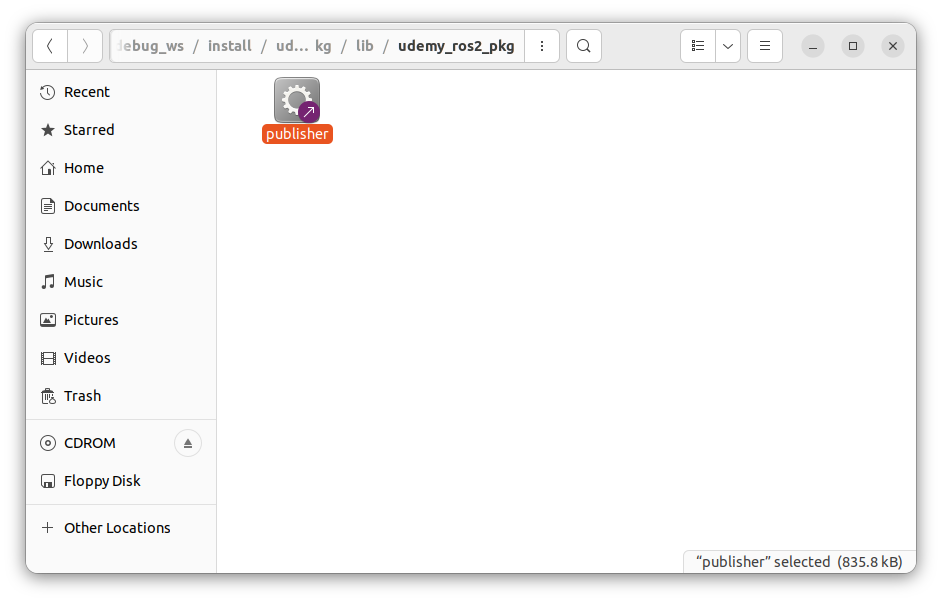 ebug_ws / install / ud... kg / lib / udemy_ros2_pkg
publisher
Recent
Starred
Home
Documents
Downloads
Music
Pictures
Videos
Trash
CDROM
Floppy Disk
Other Locations
“publisher” selected (835.8 kB)